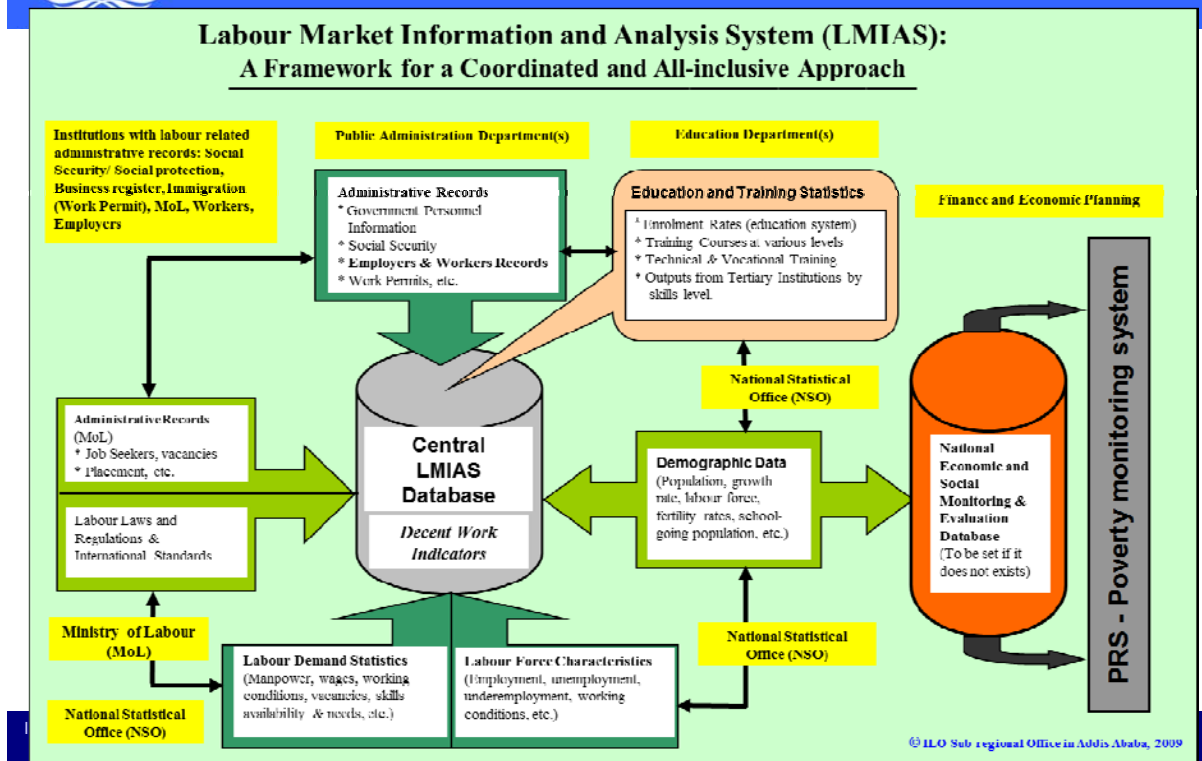 Labour Market Information and Analysis System (LMIAS):
A Framework for a Coordinated and All-inclusive Approach
Institutions with labour related
administrative records: Social
Security/ Social protection,
Business register, Immigration
(Work Permit), MoL, Workers,
Employers
Public Administration Department(s)
Education Department(s)
Finance and Economic Planning
Administrative Records
* Government Personnel
Information
* Social Security
* Employers & Workers Records
* Work Permits, etc.
Education and Training Statistics
* Enrolment Rates (education system)
* Training Courses at various levels
* Technical & Vocational Training
* Outputs from Tertiary Institutions by
skills level.
National Statistical
Office (NSO)
Administrative Records
(MoL)
* Job Seekers, vacancies
* Placement, etc.
Labour Laws and
Regulations &
International Standards
Central
LMIAS
Database
Decent Work
Indicators
Demographic Data
(Population, growth
rate, labour force,
fertility rates, school-
going population, etc.)
National
Economic and
Social
Monitoring &
Evaluation
Database
(To be set if it
does not exists)
PRS - Poverty monitoring system
Ministry of Labour
(MoL)
National Statistical
Office (NSO)
Labour Demand Statistics
(Manpower, wages, working
conditions, vacancies, skills
availability & needs, etc.)
Labour Force Characteristics
(Employment, unemployment,
underemployment, working
conditions, etc.)
National Statistical
Office (NSO)
© ILO Sub regional Office in Addis Ababa, 2009